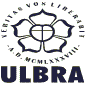 VERITAS VOS LIBERABIT
A.D. MCMLXXXVIII
ULBRA